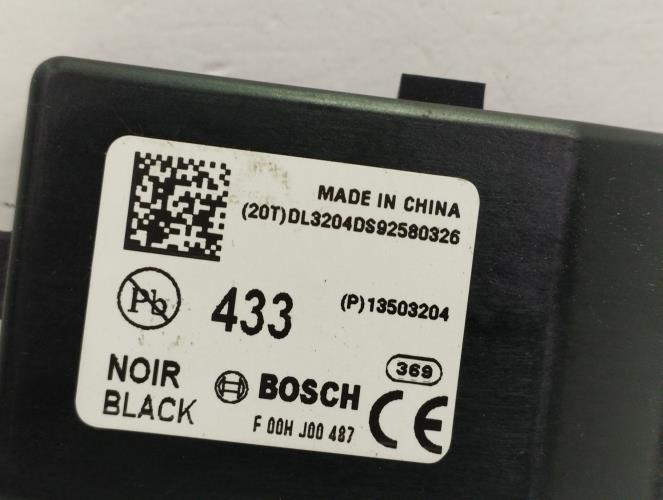 MADE IN CHINA
(20T)DL3204DS92580326
Pb
433
(P)13503204
369
NOIR
BLACK
BOSCH
CE
F 00H J00 487